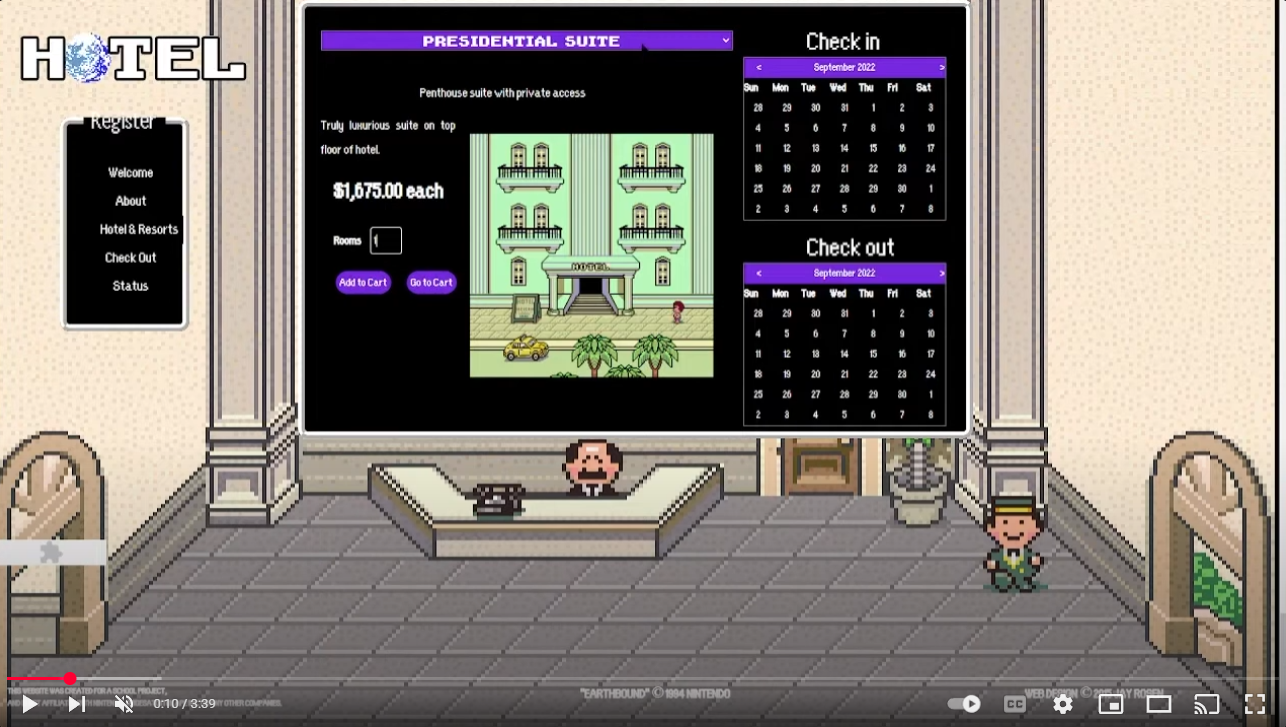 HOTEL
Register
Welcome
About
Hotel & Resorts
Check Out
Status
PRESIDENTIAL SUITE
Penthouse suite with private access
Truly luxurious suite on top
floor of hotel.
$1,675.00 each
Rooms 1
Add to Cart Go to Cart
HOTEL
Check in
< September 2022 >
Sun Mon Tue Wed Thu Fri Sat
28 29 30 31 1 2 3
4 5 6 7 8 9 10
11 12 13 14 15 16 17
18 19 20 21 22 23 24
25 26 27 28 29 30 1
2 3 4 5 6 7 8
Check out
< September 2022 >
Sun Mon Tue Wed Thu Fri Sat
28 29 30 31 1 2 3
4 5 6 7 8 9 10
11 12 13 14 15 16 17
18 19 20 21 22 23 24
25 26 27 28 29 30 1
2 3 4 5 6 7 8
THIS WEBSITE WAS CREATED FOR A SCHOOL PROJECT,
"EARTHBOUND" © 1994 NINTENDO
WEB DESIGN © 2015 JAY ROSEN
ANY OTHER COMPANIES.
0:10 / 3:39
CC